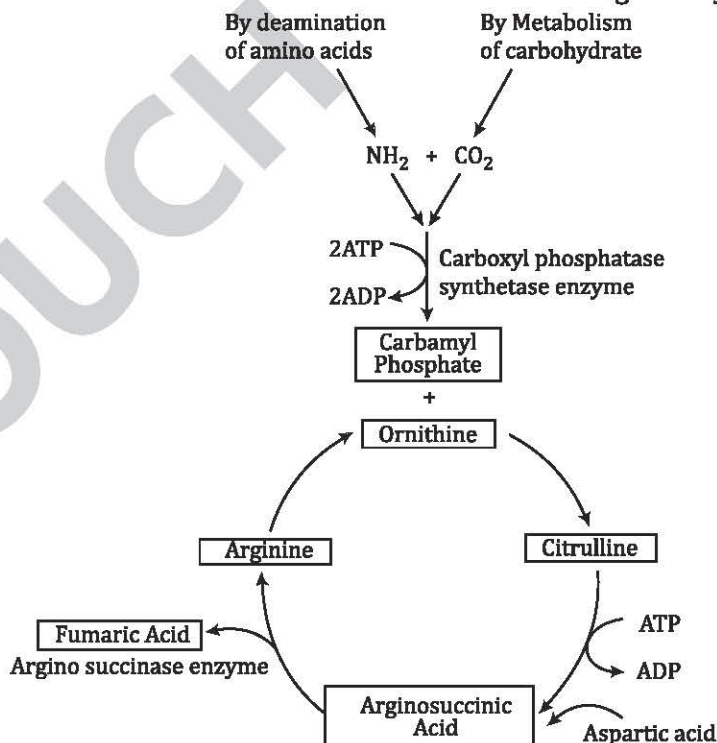 By deamination
of amino acids
By Metabolism
of carbohydrate
NH₂ + CO₂
2ATP
2ADP
Carboxyl phosphatase
synthetase enzyme
Carbamyl
Phosphate
+
Ornithine
Arginine
Citrulline
Fumaric Acid
Argino succinase enzyme
ATP
ADP
Arginosuccinic
Acid
Aspartic acid
OUCH